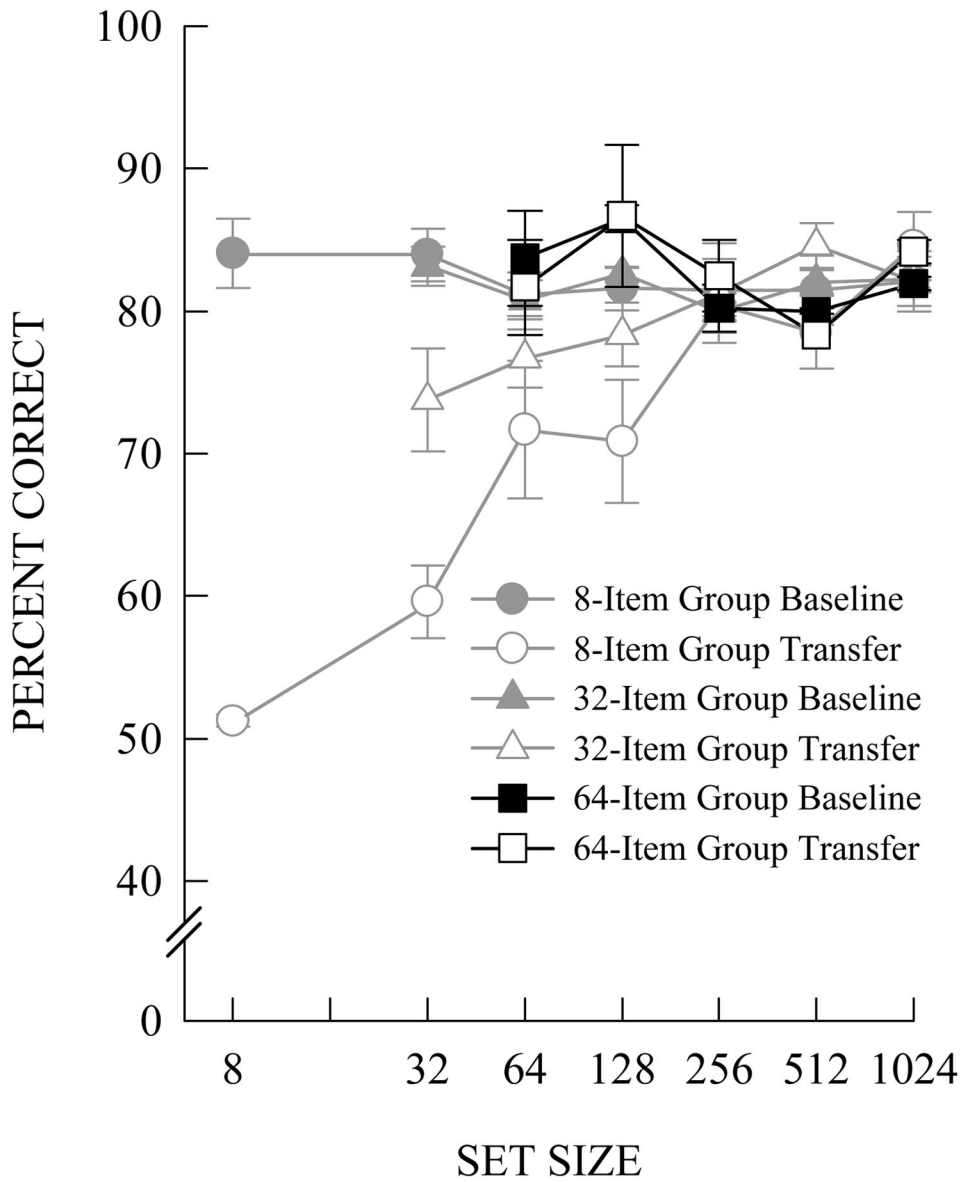 100
90
80
70
60
50
40
0
PERCENT CORRECT
8-Item Group Baseline
8-Item Group Transfer
32-Item Group Baseline
32-Item Group Transfer
64-Item Group Baseline
64-Item Group Transfer
8 32 64 128 256 512 1024
SET SIZE